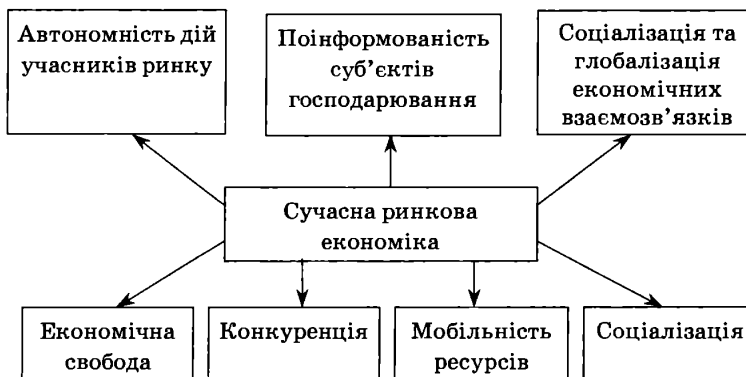 Автономність дій
учасників ринку
Поінформованість
суб’єктів
господарювання
Соціалізація та
глобалізація
економічних
взаємозв’язків
Сучасна ринкова
економіка
Економічна
свобода
Конкуренція
Мобільність
ресурсів
Соціалізація